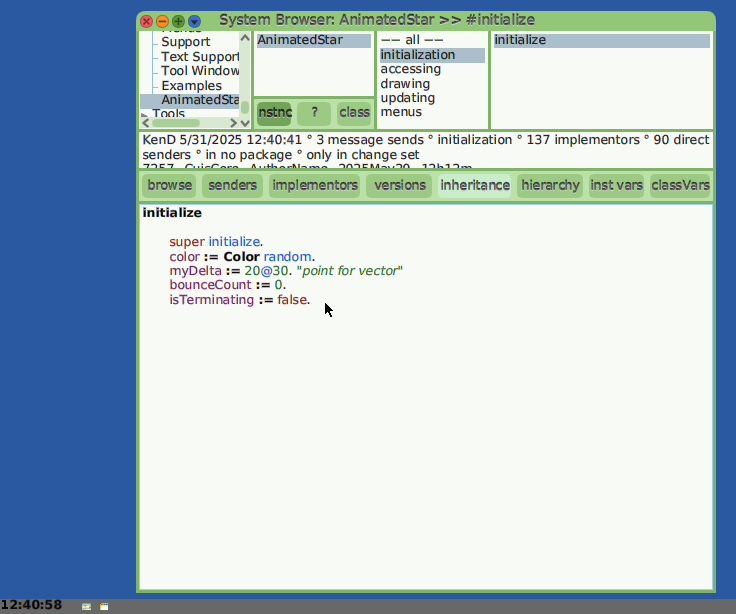 System Browser: AnimatedStar >> #initialize
Support
Text Support
Tool Window
Examples
AnimatedSta
Tools
AnimatedStar
nstnc
?
class
-- all --
initialization
accessing
drawing
updating
menus
initialize
KenD 5/31/2025 12:40:41 ° 3 message sends ° initialization ° 137 implementors ° 90 direct
senders ° in no package ° only in change set
browse
senders
implementors
versions
inheritance
hierarchy
inst vars
classVars
initialize
super initialize.
color := Color random.
myDelta := 20@30. "point for vector"
bounceCount := 0.
isTerminating := false.
12:40:58